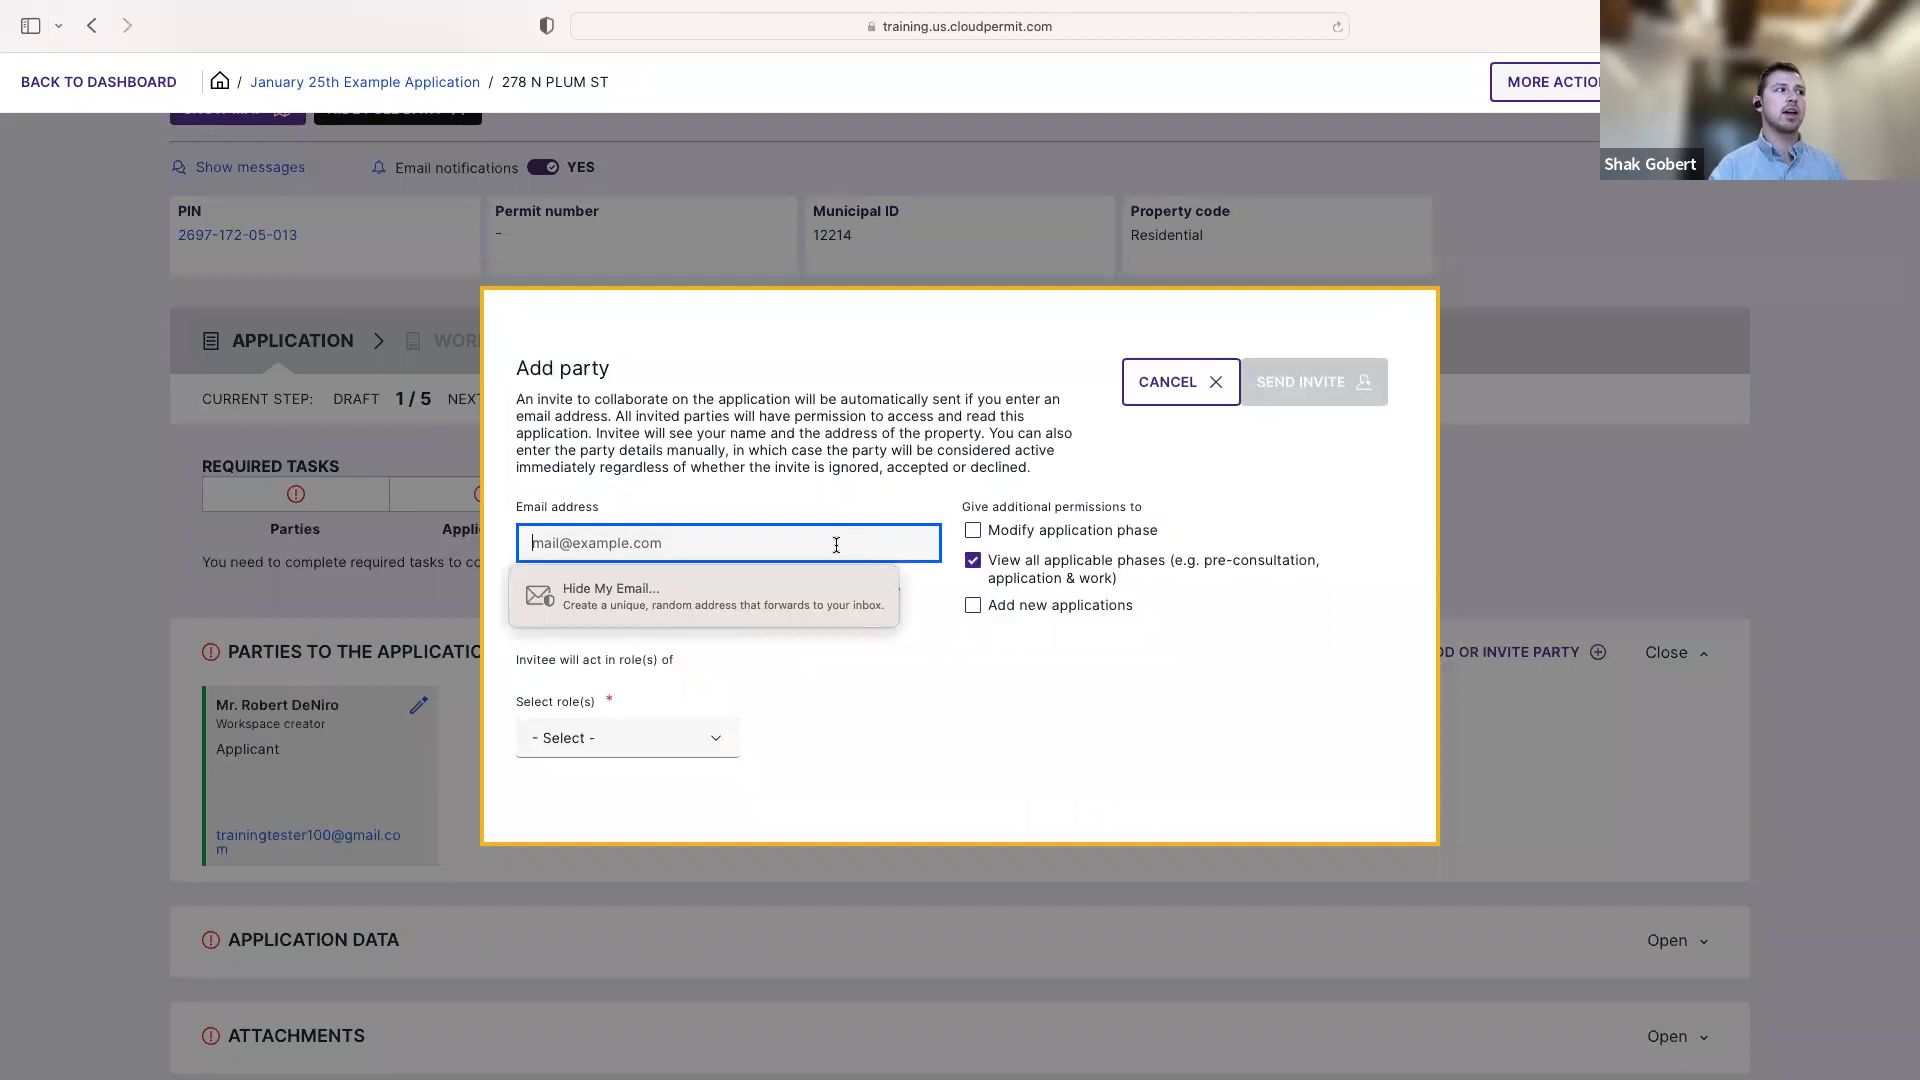 training.us.cloudpermit.com
BACK TO DASHBOARD
/ January 25th Example Application / 278 N PLUM ST
MORE ACTIO
Shak Gobert
Show messages
Email notifications
YES
PIN
2697-172-05-013
Permit number
-
Municipal ID
12214
Property code
Residential
APPLICATION
WOR
CURRENT STEP: DRAFT 1 / 5 NEXT
REQUIRED TASKS
Parties
Appli
You need to complete required tasks to co
Add party
An invite to collaborate on the application will be automatically sent if you enter an
email address. All invited parties will have permission to access and read this
application. Invitee will see your name and the address of the property. You can also
enter the party details manually, in which case the party will be considered active
immediately regardless of whether the invite is ignored, accepted or declined.
CANCEL
SEND INVITE
Email address
mail@example.com
Hide My Email...
Create a unique, random address that forwards to your inbox.
Give additional permissions to
Modify application phase
View all applicable phases (e.g. pre-consultation,
application & work)
Add new applications
Invitee will act in role(s) of
Select role(s) *
- Select -
PARTIES TO THE APPLICATIO
DD OR INVITE PARTY
Close
Mr. Robert DeNiro
Workspace creator
Applicant
trainingtester100@gmail.co
m
APPLICATION DATA
Open
ATTACHMENTS
Open